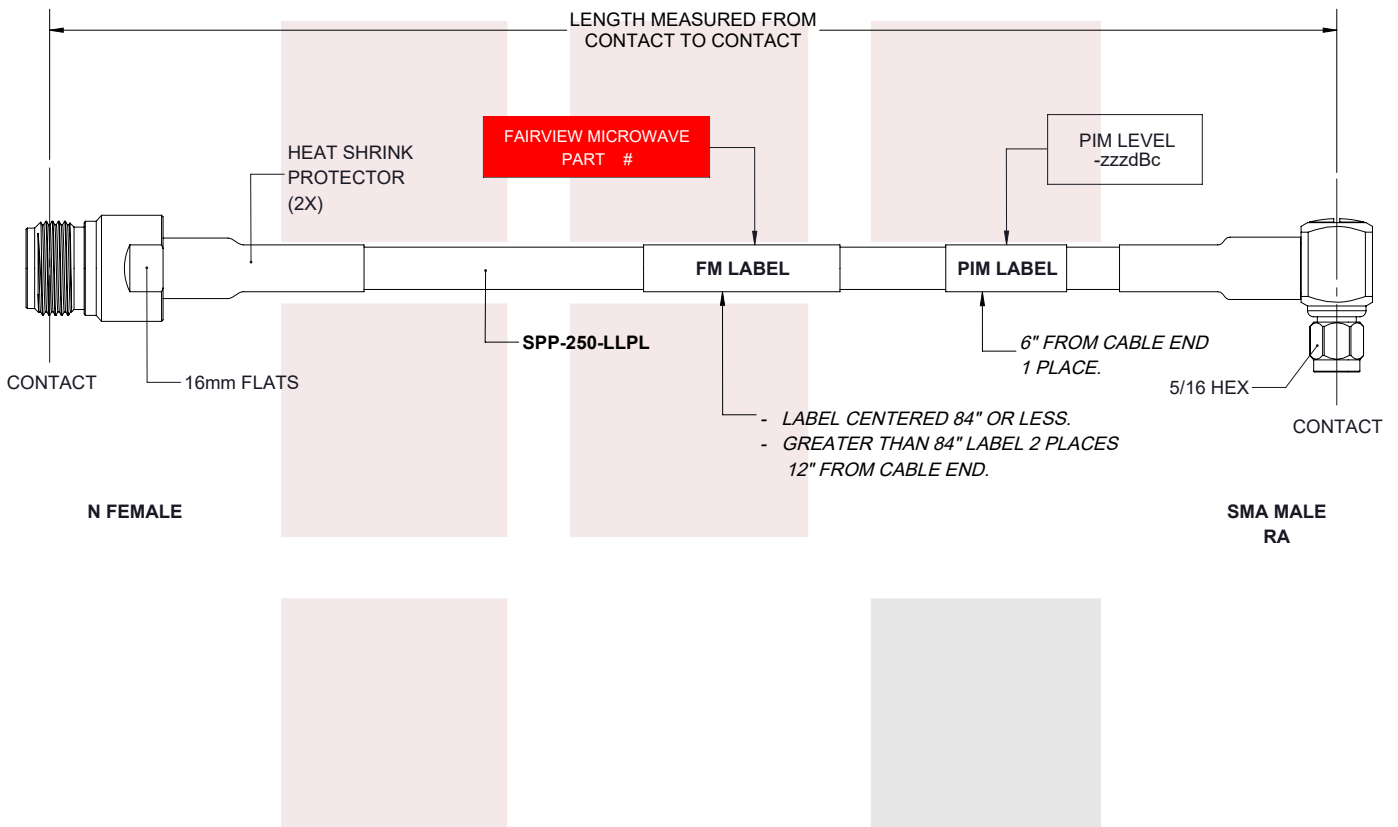 LENGTH MEASURED FROM
CONTACT TO CONTACT
FAIRVIEW MICROWAVE
PART #
PIM LEVEL
-zzzdBc
HEAT SHRINK
PROTECTOR
(2X)
FM LABEL
PIM LABEL
SPP-250-LLPL
6" FROM CABLE END
1 PLACE.
CONTACT
16mm FLATS
5/16 HEX
CONTACT
- LABEL CENTERED 84" OR LESS.
- GREATER THAN 84" LABEL 2 PLACES
12" FROM CABLE END.
N FEMALE
SMA MALE
RA